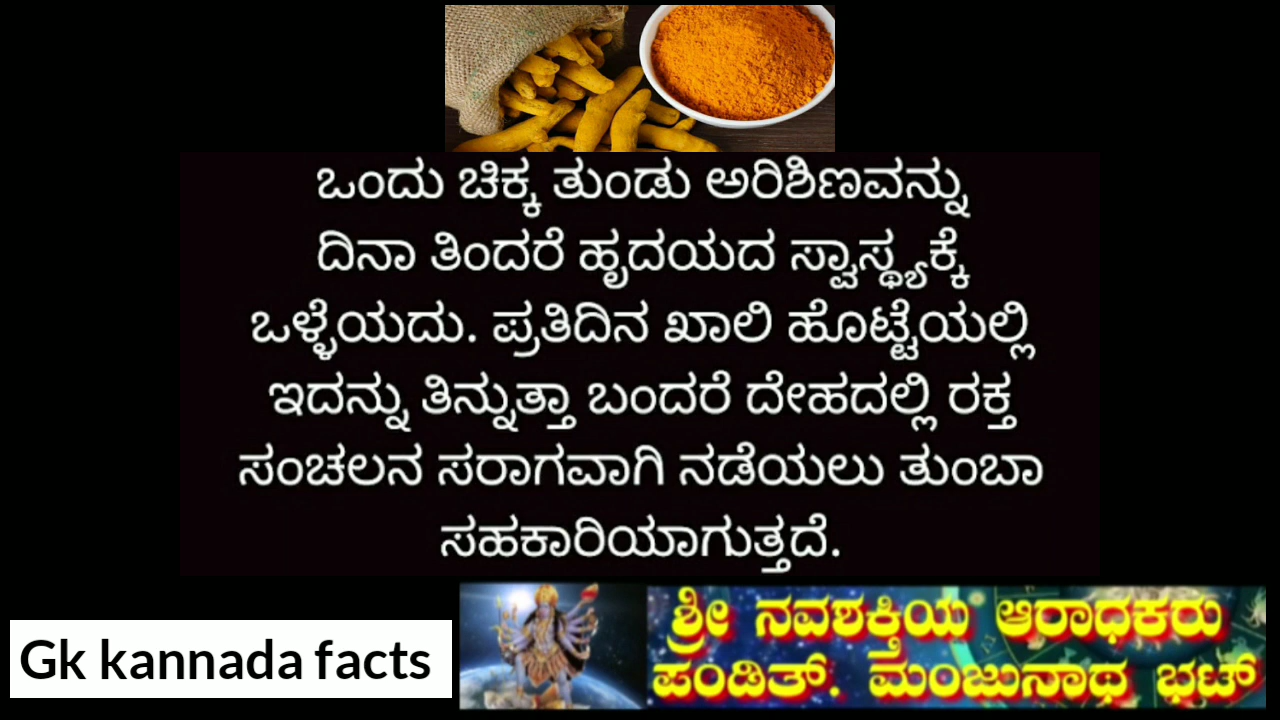 ಒಂದು ಚಿಕ್ಕ ತುಂಡು ಅರಿಶಿಣವನ್ನು
ದಿನಾ ತಿಂದರೆ ಹೃದಯದ ಸ್ವಾಸ್ಥ್ಯಕ್ಕೆ
ಒಳ್ಳೆಯದು. ಪ್ರತಿದಿನ ಖಾಲಿ ಹೊಟ್ಟೆಯಲ್ಲಿ
ಇದನ್ನು ತಿನ್ನುತ್ತಾ ಬಂದರೆ ದೇಹದಲ್ಲಿ ರಕ್ತ
ಸಂಚಲನ ಸರಾಗವಾಗಿ ನಡೆಯಲು ತುಂಬಾ
ಸಹಕಾರಿಯಾಗುತ್ತದೆ.
Gk kannada facts
ಶ್ರೀ ನವಶಕ್ತಿಯ ಆರಾಧಕರು
ಪಂಡಿತ್. ಮಂಜುನಾಥ ಭಟ್